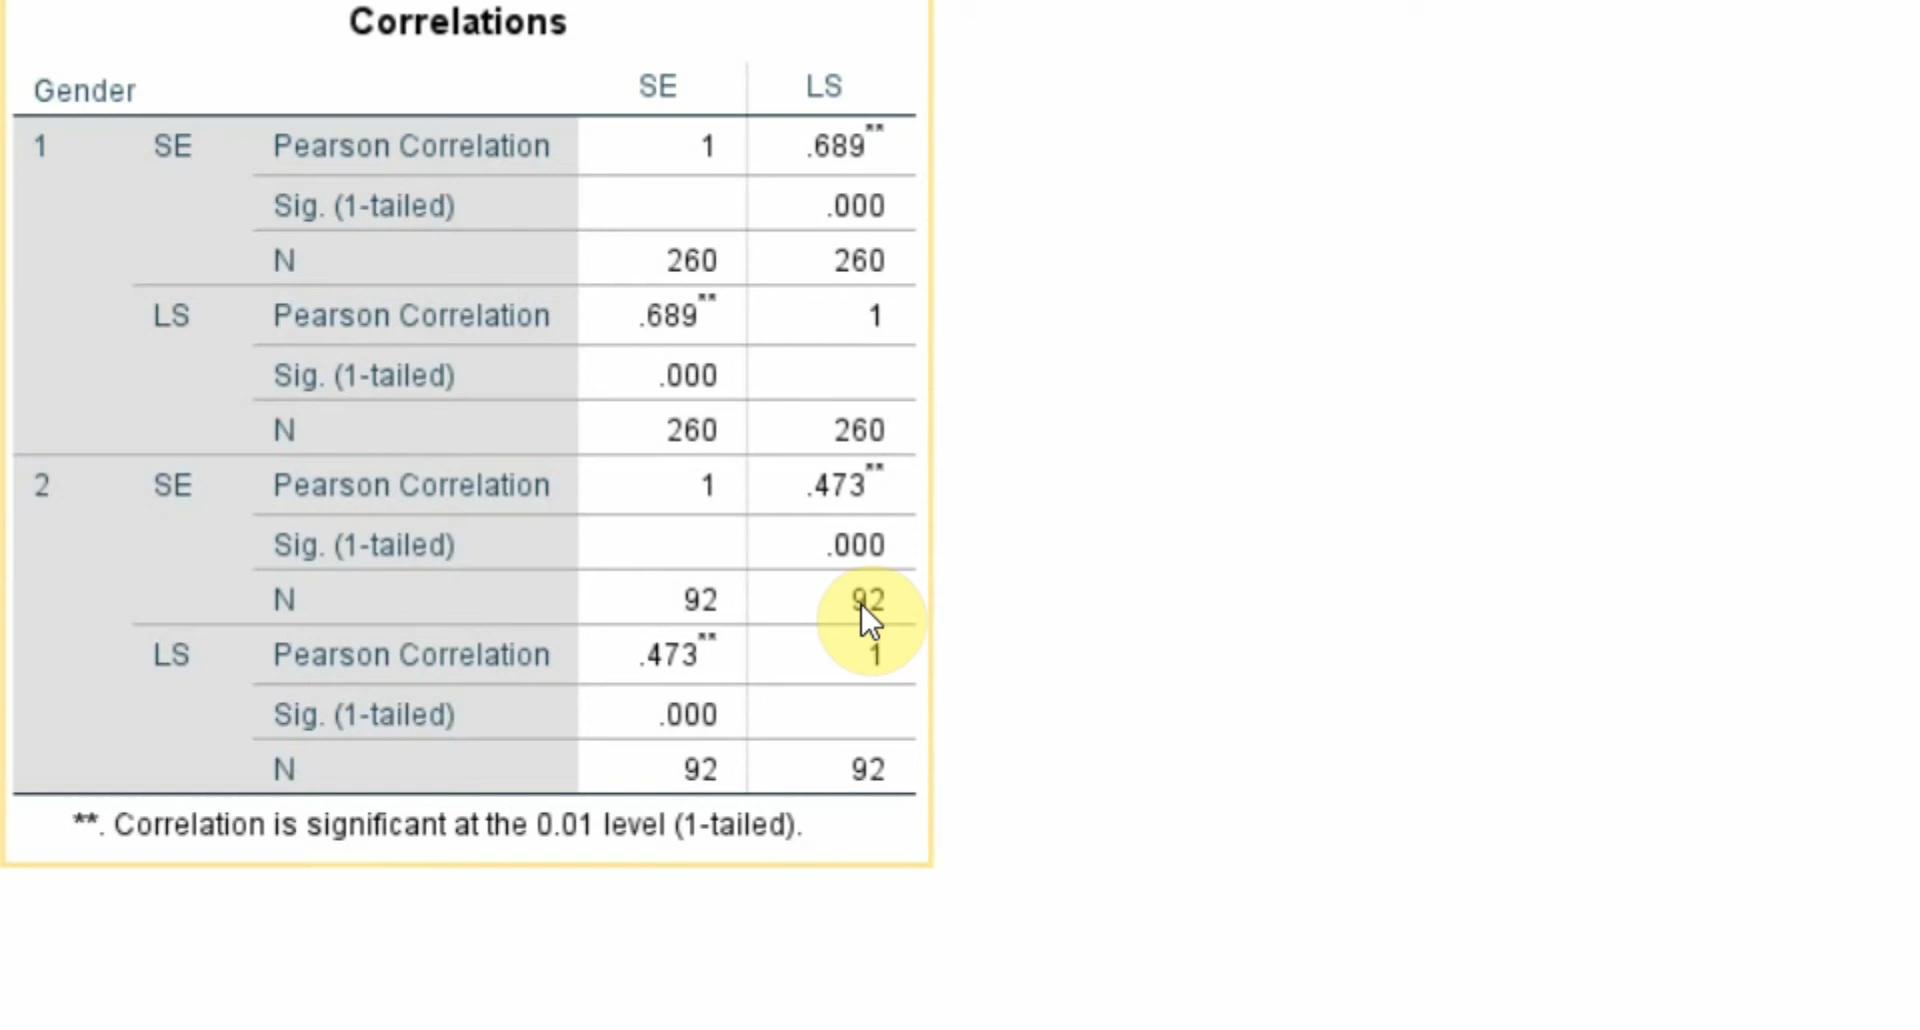 Correlations
Gender SE LS
1 SE Pearson Correlation 1 .689**
Sig. (1-tailed) .000
N 260 260
LS Pearson Correlation .689** 1
Sig. (1-tailed) .000
N 260 260
2 SE Pearson Correlation 1 .473**
Sig. (1-tailed) .000
N 92 92
LS Pearson Correlation .473** 1
Sig. (1-tailed) .000
N 92 92
**. Correlation is significant at the 0.01 level (1-tailed).